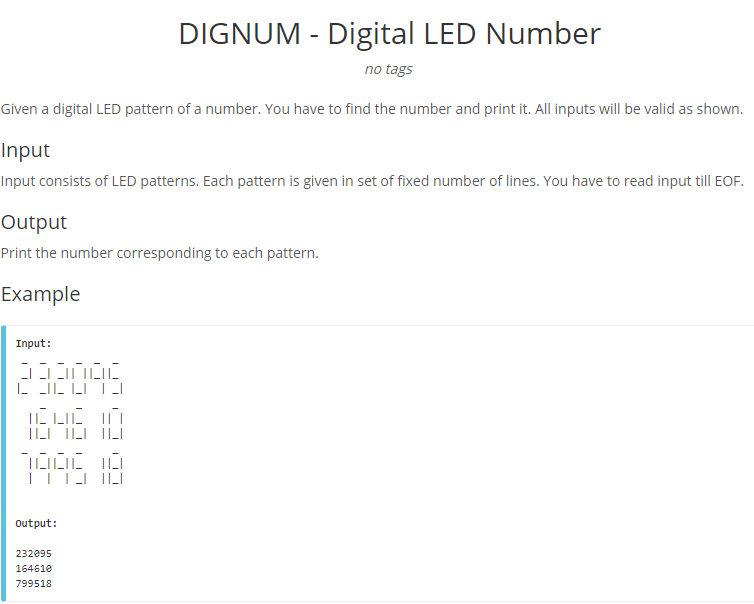 DIGNUM - Digital LED Number
no tags
Given a digital LED pattern of a number. You have to find the number and print it. All inputs will be valid as shown.
Input
Input consists of LED patterns. Each pattern is given in set of fixed number of lines. You have to read input till EOF.
Output
Print the number corresponding to each pattern.
Example
Input:
 _  _  _  _  _  _
 _| _| _|| ||_||_
|_  _||_ |_|  | _|
    _     _     _
  ||_ |_||_   || |
  ||_|  ||_|  ||_|
 _  _  _  _     _
  ||_||_||_   ||_|
  |  |  | _|  ||_|
Output:
232095
164610
799518